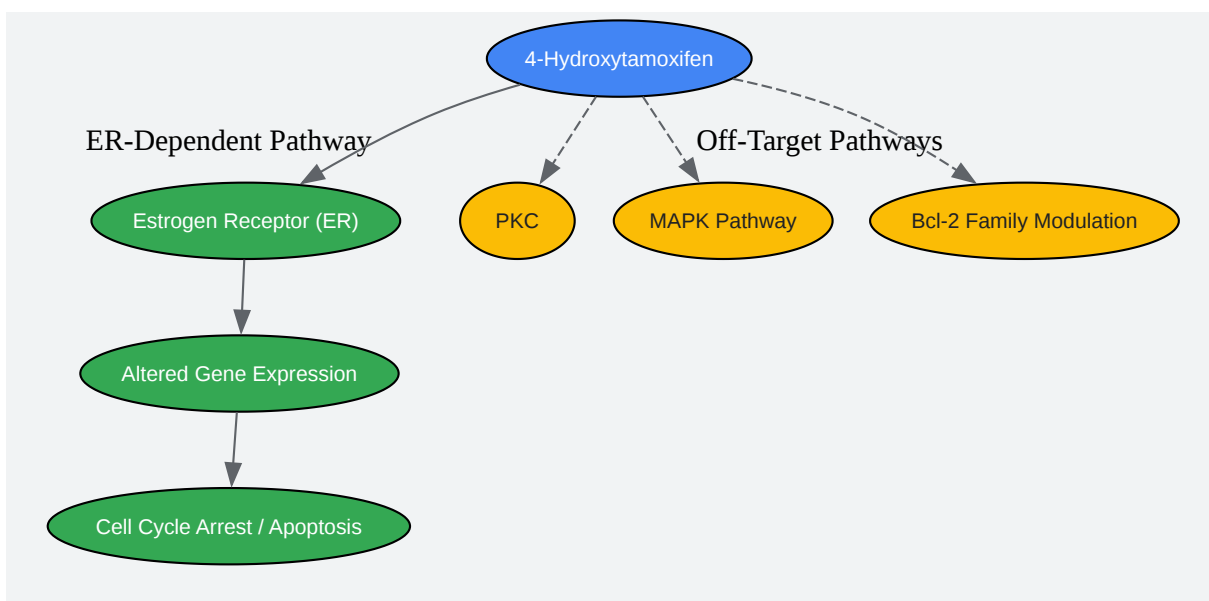 4-Hydroxytamoxifen
ER-Dependent Pathway
Off-Target Pathways
Estrogen Receptor (ER)
PKC
MAPK Pathway
Bcl-2 Family Modulation
Altered Gene Expression
Cell Cycle Arrest / Apoptosis